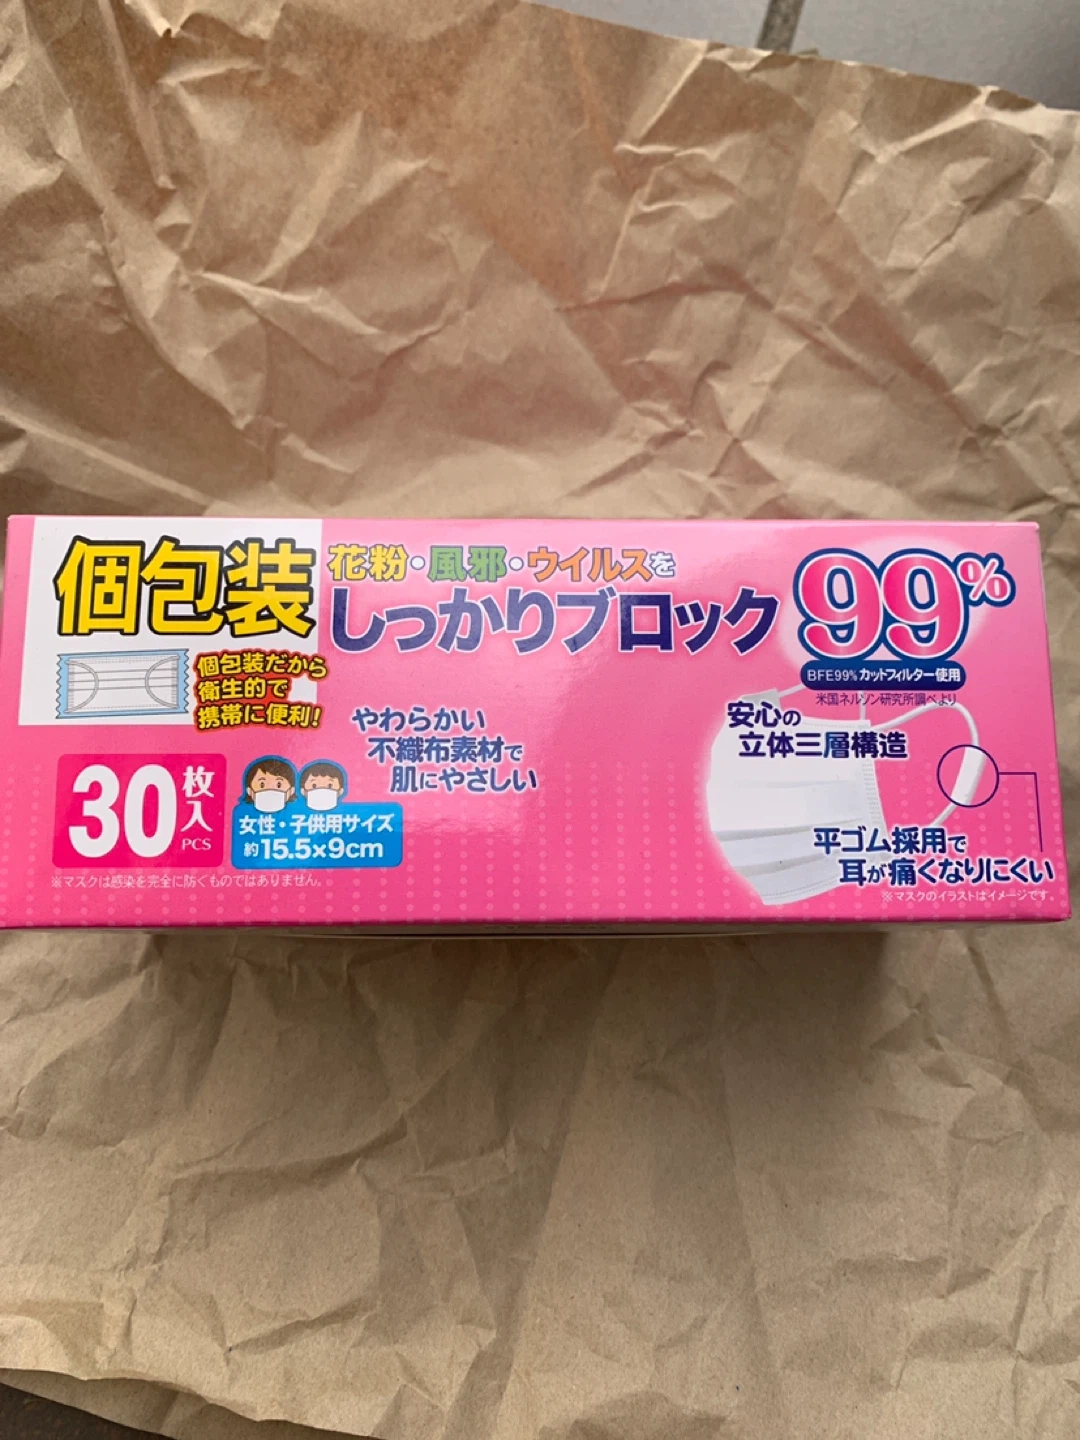 個包装
個包装だから
衛生的で
携帯に便利!
花粉・風邪・ウイルスを
しっかりブロック
99%
BFE99%カットフィルター使用
米国ネルソン研究所調べより
やわらかい
不織布素材で
肌にやさしい
安心の
立体三層構造
30枚入
PCS
女性・子供用サイズ
約15.5×9cm
平ゴム採用で
耳が痛くなりにくい
※マスクは感染を完全に防ぐものではありません。
※マスクのイラストはイメージです。